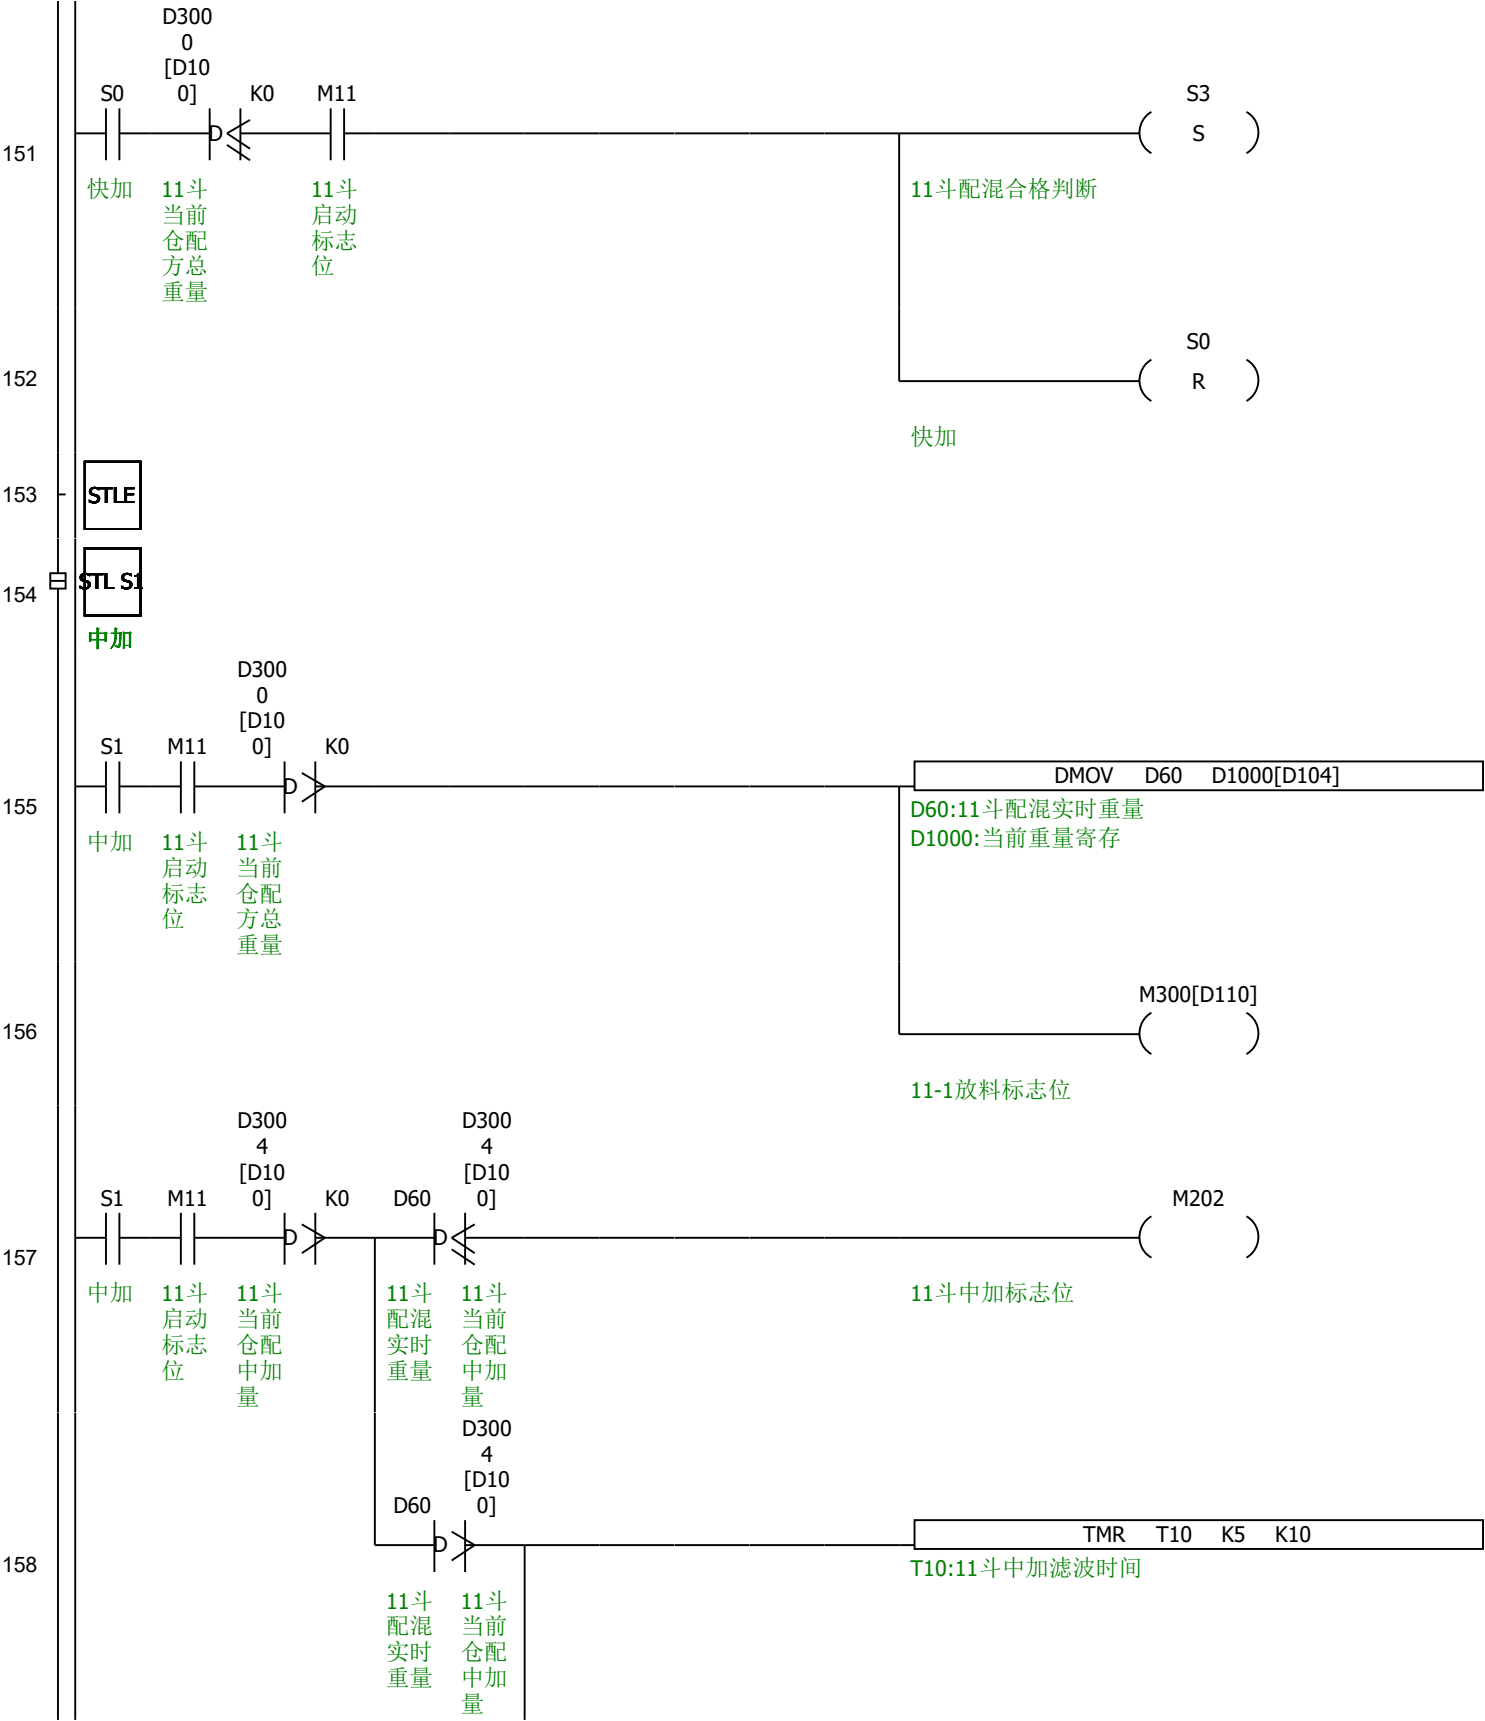 D300
0
[D10
0]
S0
K0
M11
S3
D
S
151
快加
11斗
当前
仓配
方总
重量
11斗
启动
标志
位
11斗配混合格判断
S0
R
152
快加
153
STLE
154
STL S1
中加
D300
0
[D10
0]
S1
M11
K0
D
DMOV D60 D1000[D104]
155
D60:11斗配混实时重量
D1000:当前重量寄存
中加
11斗
启动
标志
位
11斗
当前
仓配
方总
重量
M300[D110]
156
11-1放料标志位
D300
4
[D10
0]
D300
4
[D10
0]
S1
M11
K0
D60
M202
D
D
157
中加
11斗
启动
标志
位
11斗
当前
仓配
中加
量
11斗
配混
实时
重量
11斗
当前
仓配
中加
量
11斗中加标志位
D300
4
[D10
0]
D60
D
TMR T10 K5 K10
158
T10:11斗中加滤波时间
11斗
配混
实时
重量
11斗
当前
仓配
中加
量